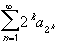 ∞
∑ 2^k a_{2^k}
n=1